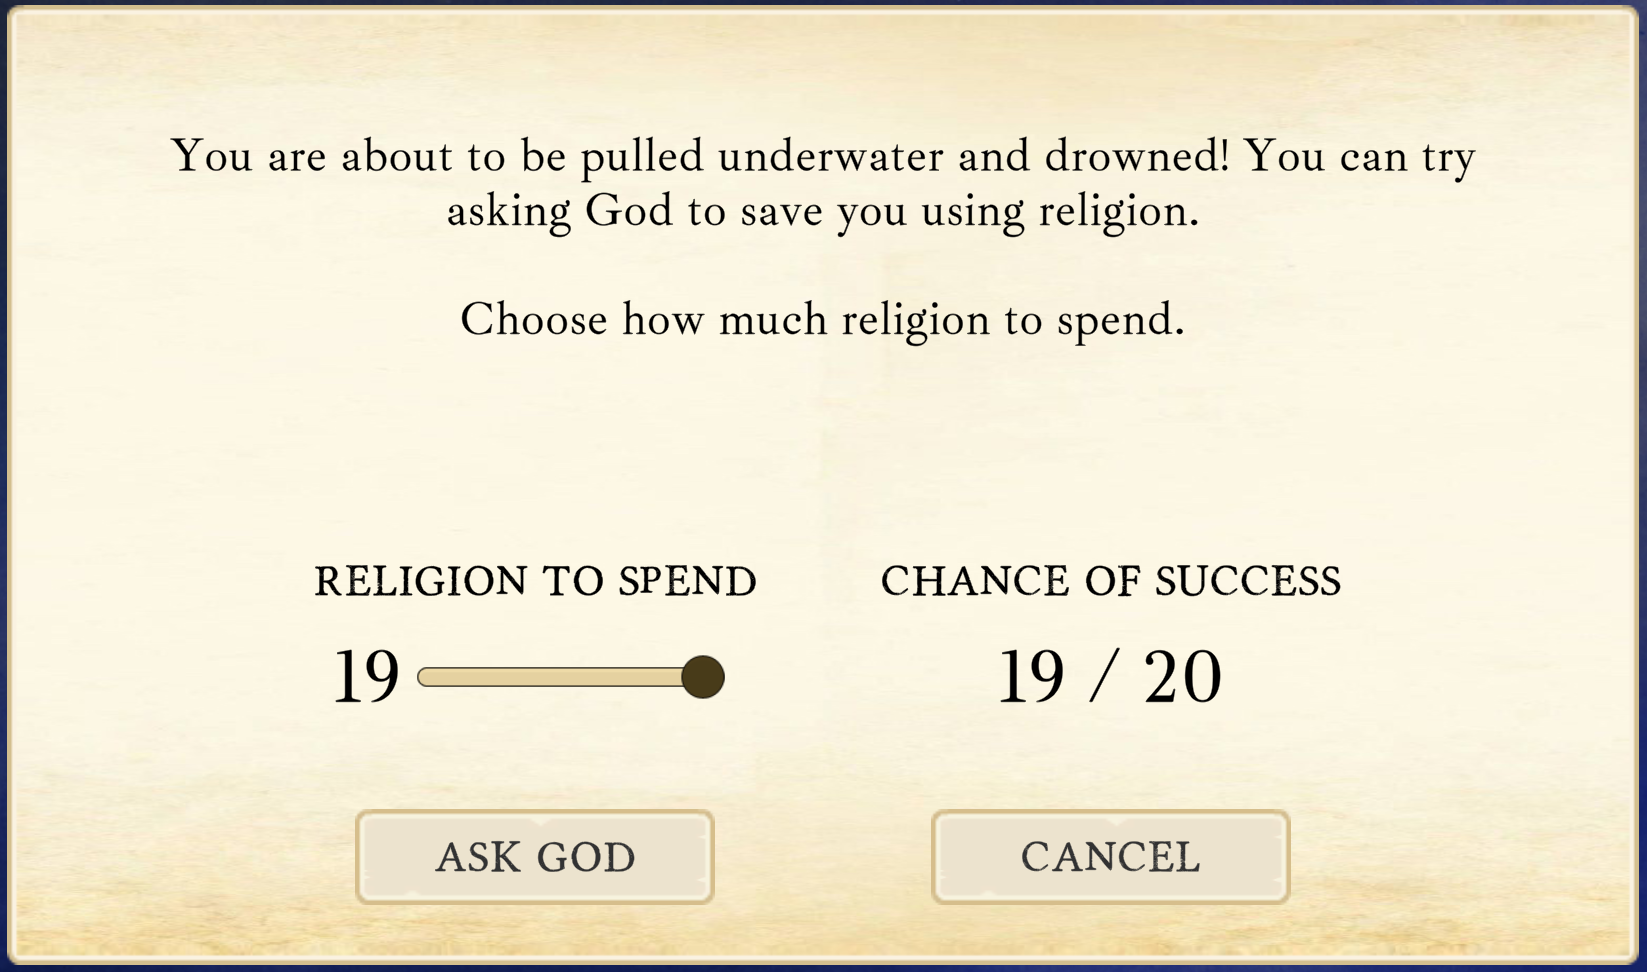 You are about to be pulled underwater and drowned! You can try
asking God to save you using religion.
Choose how much religion to spend.
RELIGION TO SPEND
CHANCE OF SUCCESS
19
19 / 20
ASK GOD
CANCEL